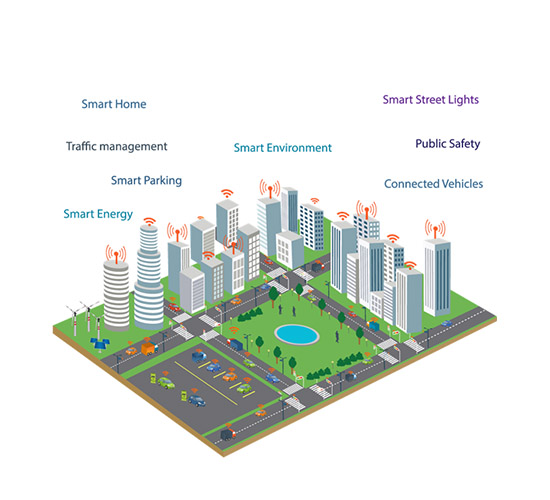 Smart Home
Smart Street Lights
Traffic management
Smart Environment
Public Safety
Smart Parking
Connected Vehicles
Smart Energy